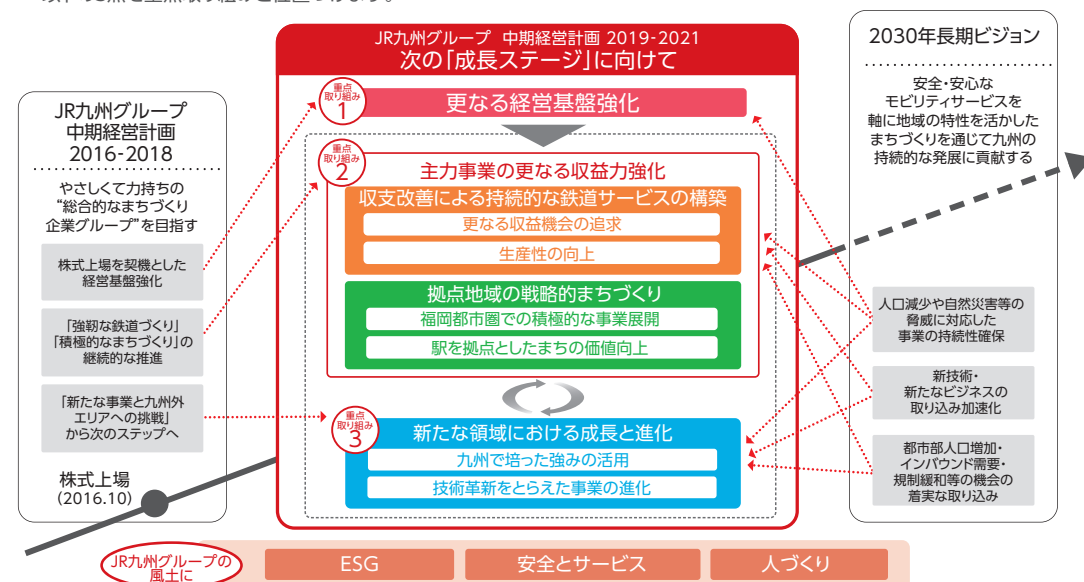 JR九州グループ
中期経営計画
2016-2018
やさしくて力持ちの
“総合的なまちづくり
企業グループ”を目指す
株式上場を契機とした
経営基盤強化
「強靭な鉄道づくり」
「積極的なまちづくり」の
継続的な推進
「新たな事業と九州外
エリアへの挑戦」
から次のステップへ
株式上場
(2016.10)
JR九州グループ 中期経営計画 2019-2021
次の「成長ステージ」に向けて
重点
取り組み
1
更なる経営基盤強化
重点
取り組み
2
主力事業の更なる収益力強化
収支改善による持続的な鉄道サービスの構築
更なる収益機会の追求
生産性の向上
拠点地域の戦略的まちづくり
福岡都市圏での積極的な事業展開
駅を拠点としたまちの価値向上
重点
取り組み
3
新たな領域における成長と進化
九州で培った強みの活用
技術革新をとらえた事業の進化
2030年長期ビジョン
安全・安心な
モビリティサービスを
軸に地域の特性を活かした
まちづくりを通じて九州の
持続的な発展に貢献する
人口減少や自然災害等の
脅威に対応した
事業の持続性確保
新技術・
新たなビジネスの
取り込み加速化
都市部人口増加・
インバウンド需要・
規制緩和等の機会の
着実な取り込み
JR九州グループの
風土に
ESG
安全とサービス
人づくり